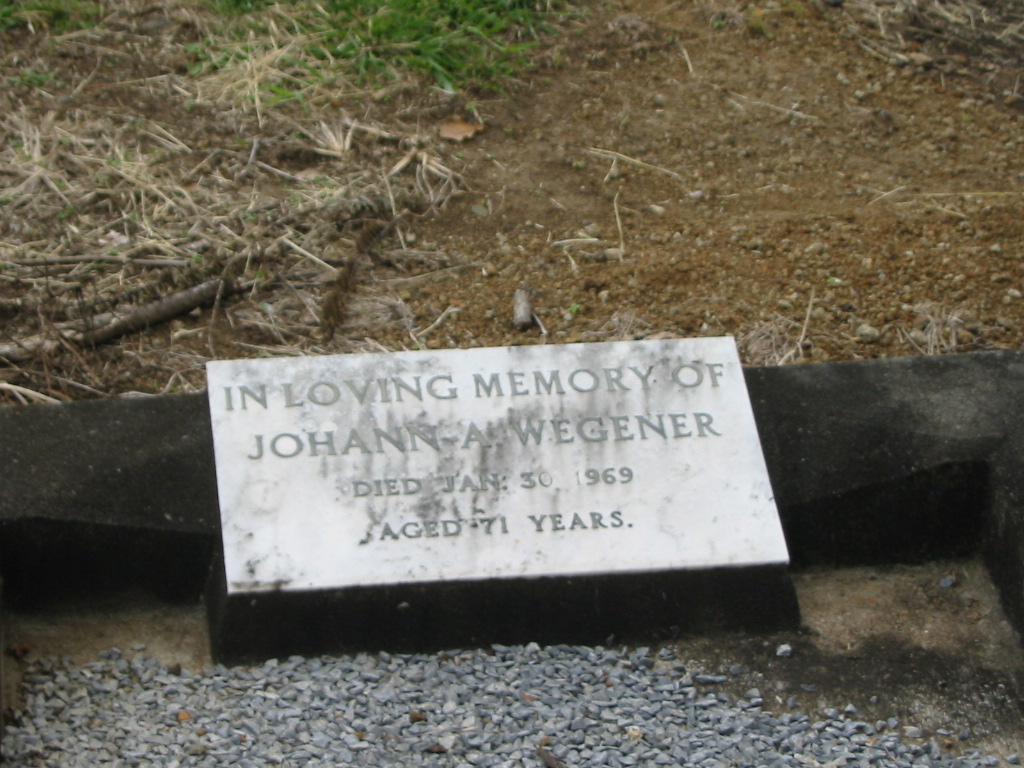 IN LOVING MEMORY OF
JOHANN A. WEGENER
DIED JAN: 30 1969
AGED 71 YEARS.